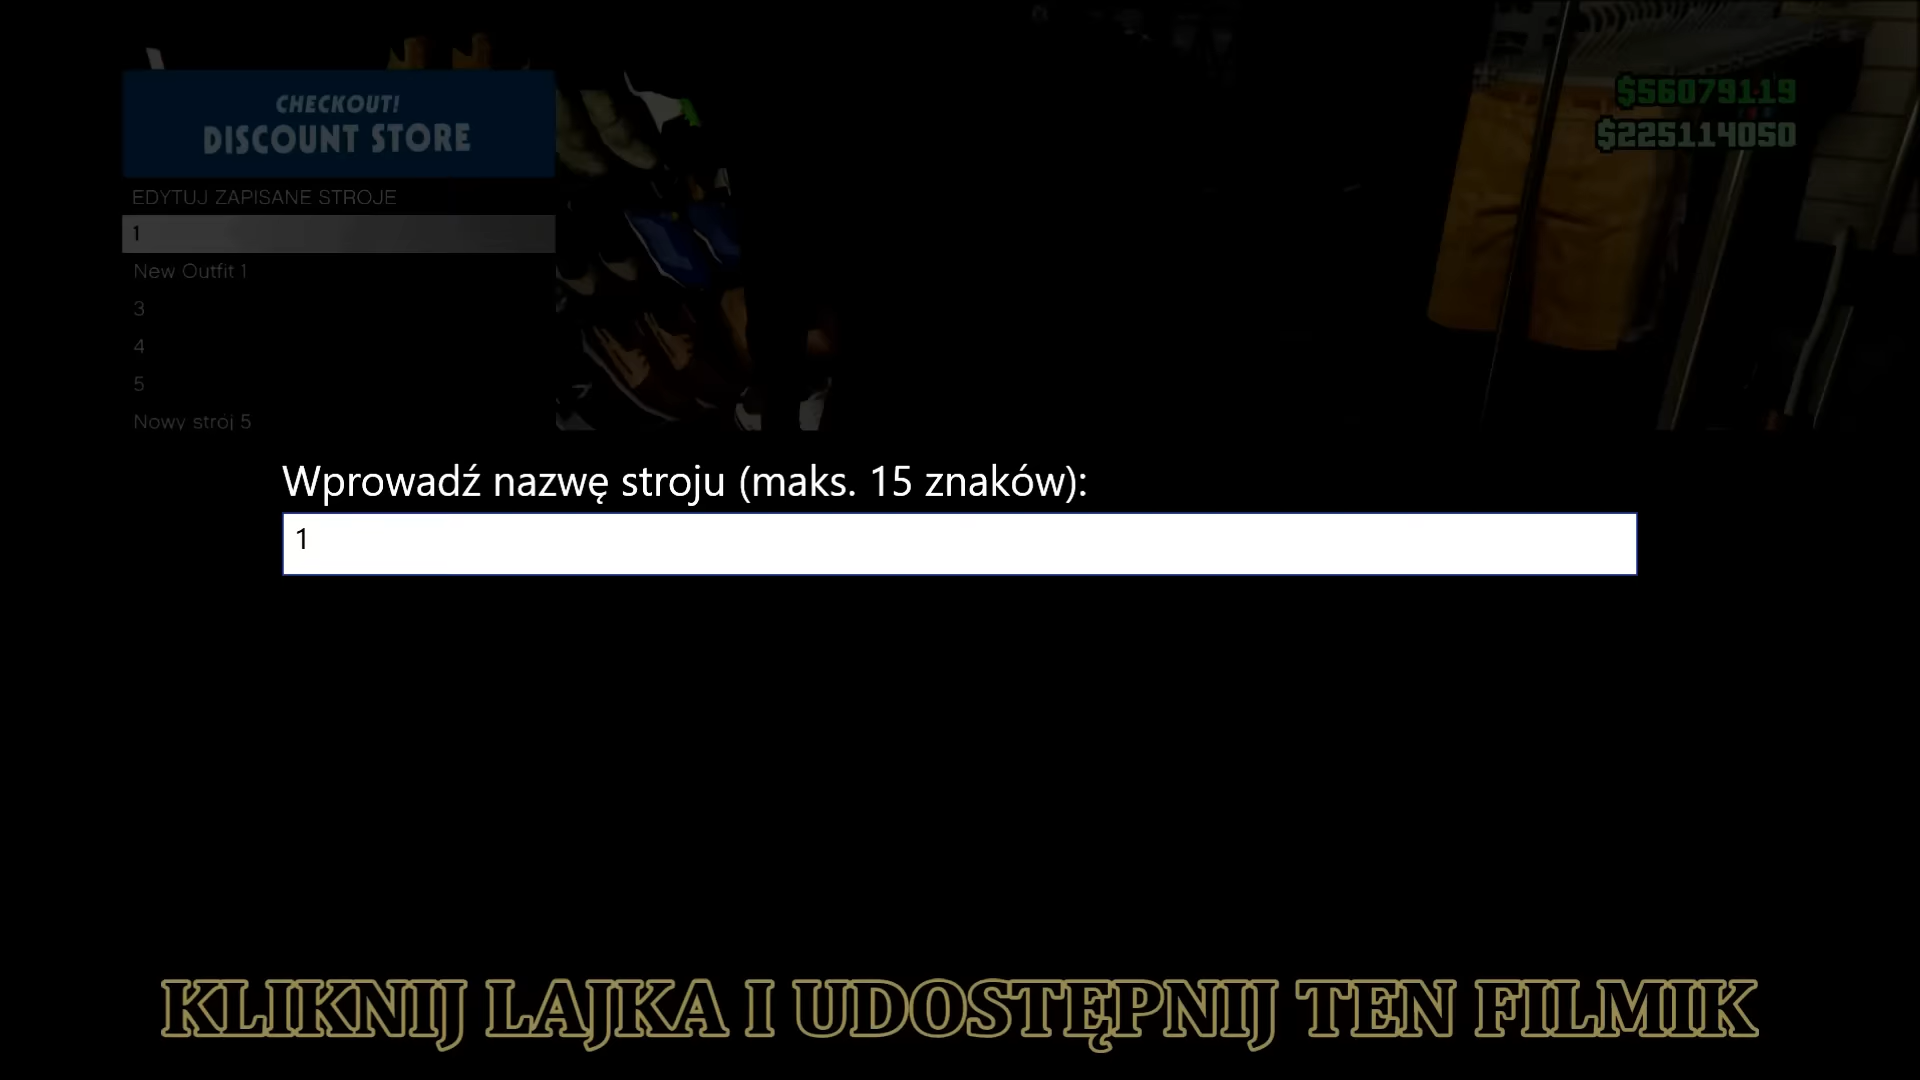 CHECKOUT!
DISCOUNT STORE
$56079119
$225114050
EDYTUJ ZAPISANE STROJE
1
New Outfit 1
3
4
5
Nowy strój 5
Wprowadź nazwę stroju (maks. 15 znaków):
1
KLIKNIJ LAJKA I UDOSTĘPNIJ TEN FILMIK